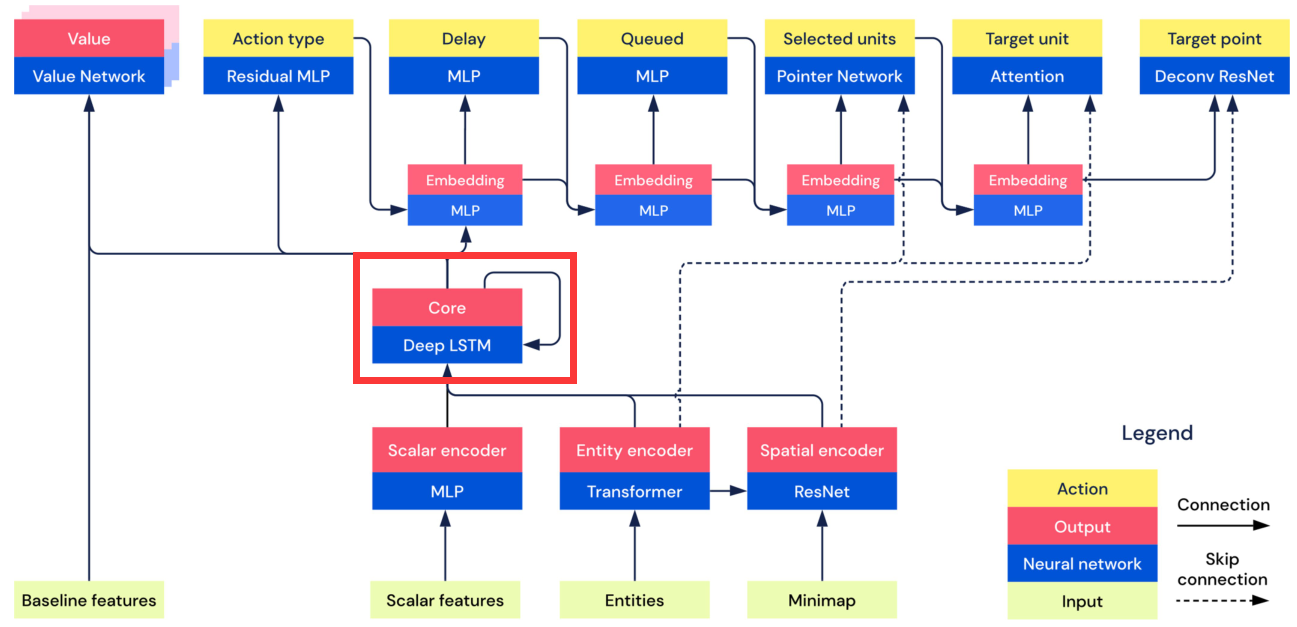 Value
Value Network
Action type
Residual MLP
Delay
MLP
Queued
MLP
Selected units
Pointer Network
Target unit
Attention
Target point
Deconv ResNet
Embedding
MLP
Embedding
MLP
Embedding
MLP
Embedding
MLP
Core
Deep LSTM
Scalar encoder
MLP
Entity encoder
Transformer
Spatial encoder
ResNet
Baseline features
Scalar features
Entities
Minimap
Legend
Action
Output
Neural network
Input
Connection
Skip
connection